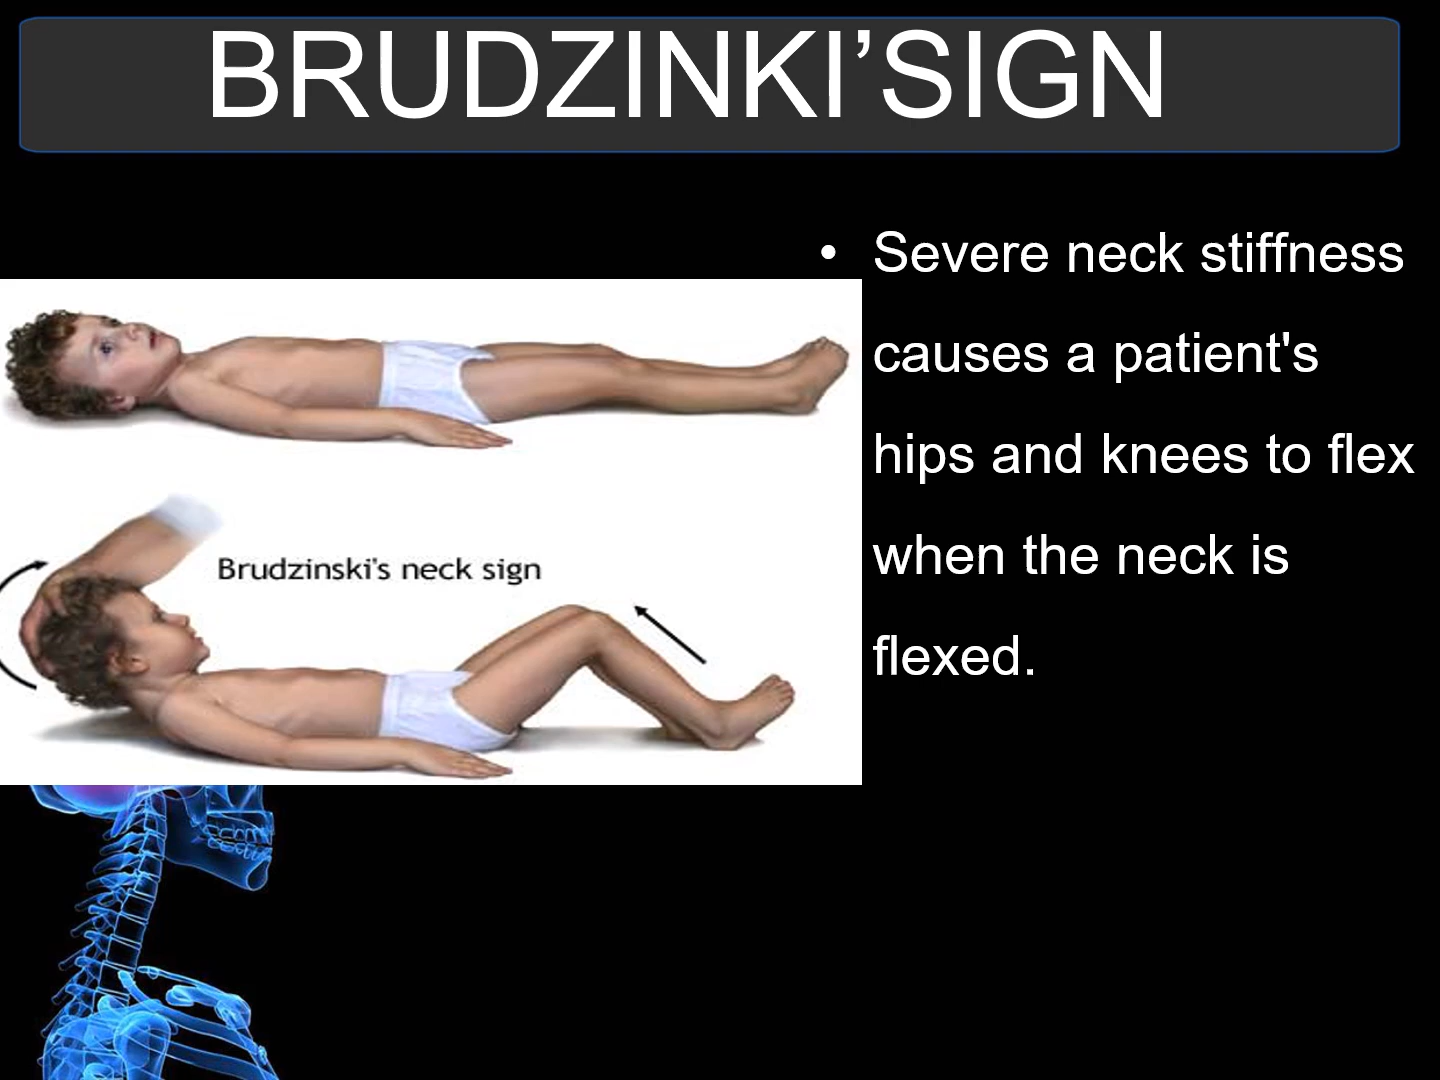 BRUDZINKI’SIGN
• Severe neck stiffness
causes a patient's
hips and knees to flex
when the neck is
flexed.
Brudzinski's neck sign